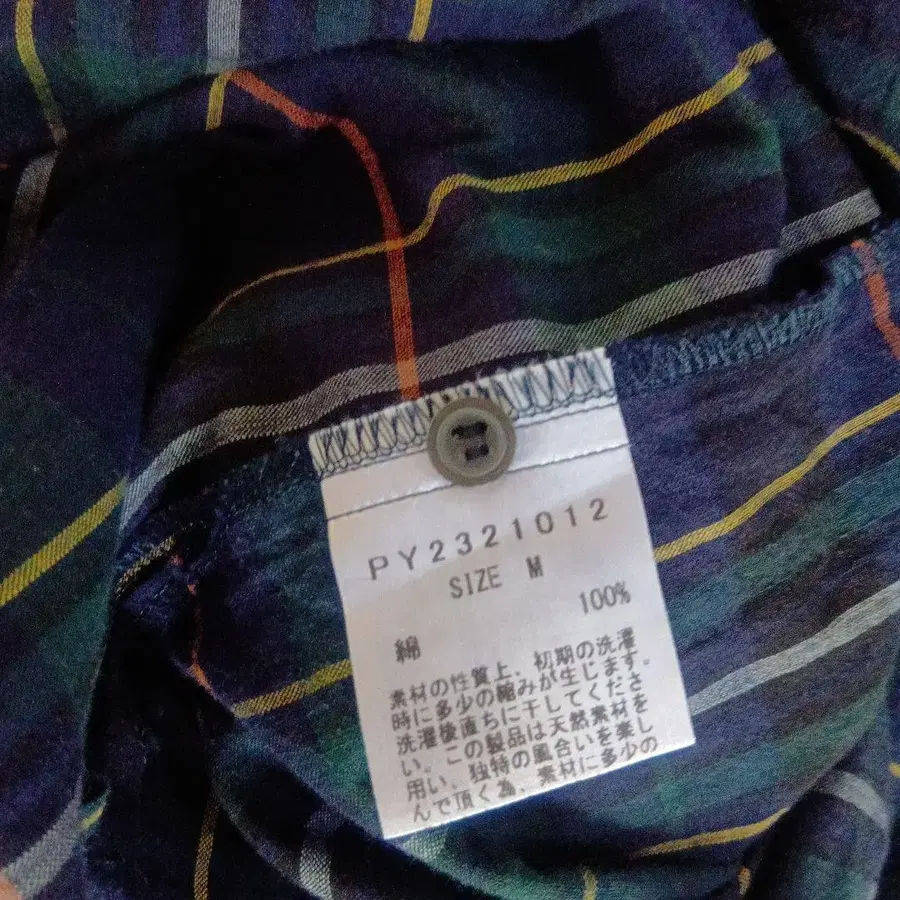 PY2321012
SIZE M
綿 100%
素材の性質上、初期の洗濯
時に多少の縮みが生じます。
洗濯後直ちに干してくださ
い。この製品は天然素材を
用い、独特の風合いを楽し
んで頂く為、素材に多少の